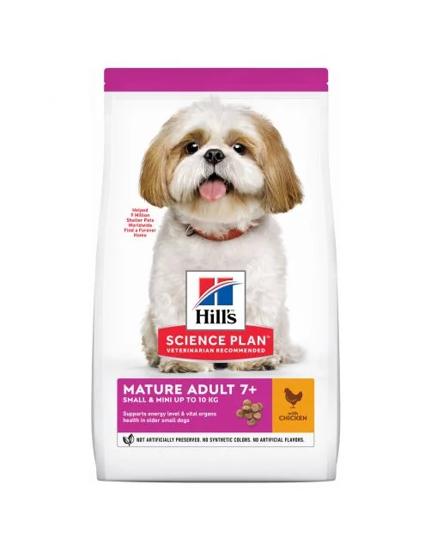 Helped
9 Million
Shelter Pets
Worldwide
Find a Forever
Home
Hill's
SCIENCE PLAN™
VETERINARIAN RECOMMENDED
MATURE ADULT 7+
SMALL & MINI UP TO 10 KG
Supports energy level & vital organs
health in older small dogs
with
CHICKEN
NOT ARTIFICIALLY PRESERVED. NO SYNTHETIC COLORS. NO ARTIFICIAL FLAVORS.